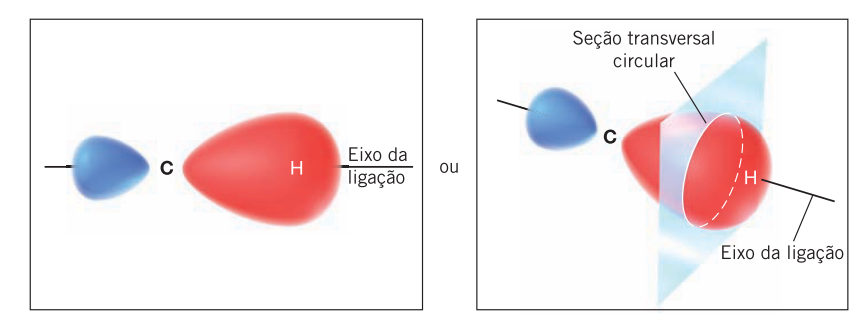 C
H
Eixo da
ligação
ou
Seção transversal
circular
C
H
Eixo da ligação